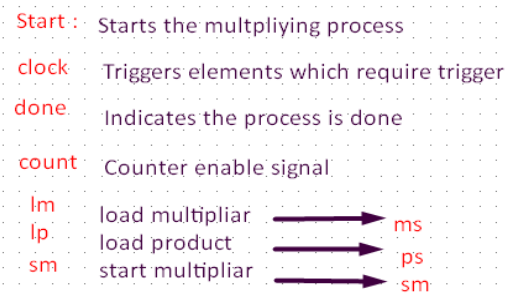 Start : Starts the multpliying process
clock Triggers elements which require trigger
done Indicates the process is done
count Counter enable signal
lm load multipliar ms
lp load product ps
sm start multipliar sm